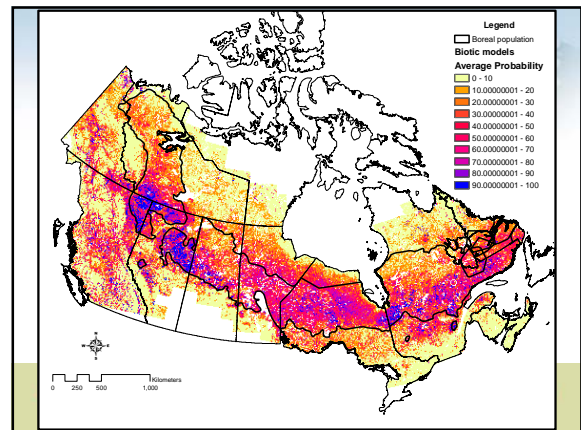 Legend
Boreal population
Biotic models
Average Probability
0 - 10
10.00000001 - 20
20.00000001 - 30
30.00000001 - 40
40.00000001 - 50
50.00000001 - 60
60.00000001 - 70
70.00000001 - 80
80.00000001 - 90
90.00000001 - 100
N
W E
S
Kilometers
0 250 500 1,000